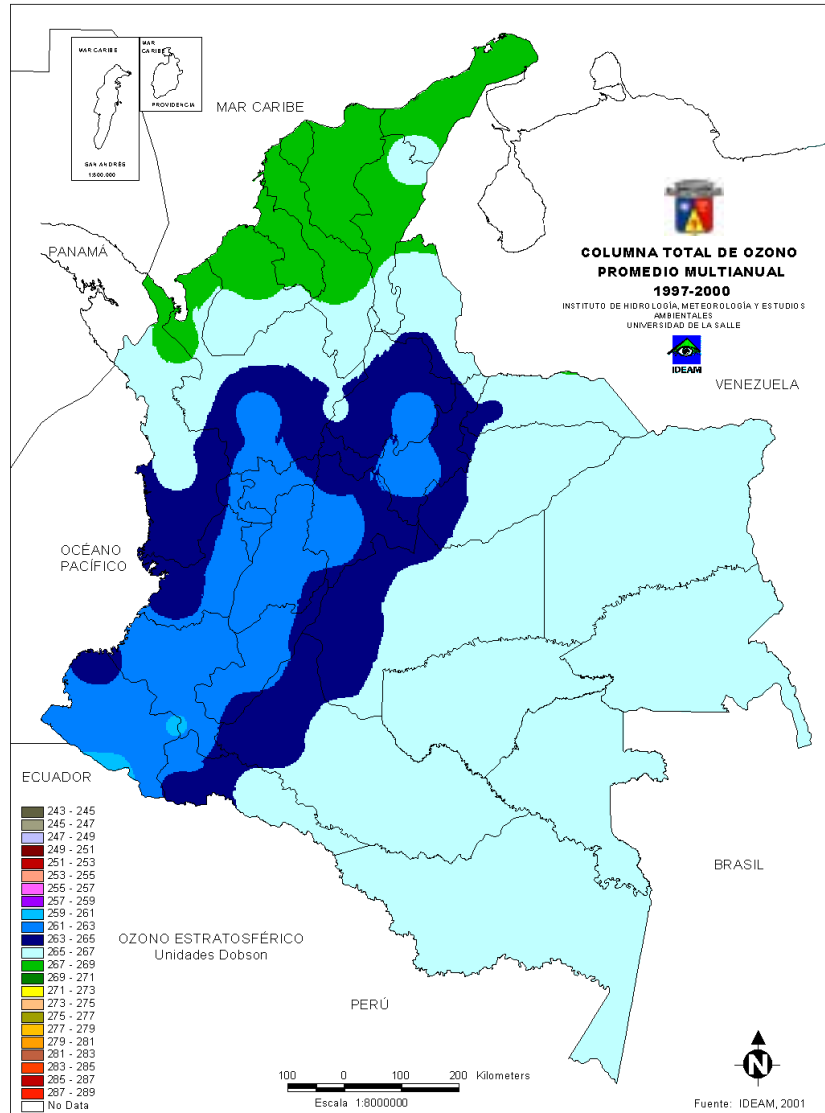 MAR CARIBE
SAN ANDRÉS
1:500.000
MAR
CARIBE
PROVIDENCIA
MAR CARIBE
PANAMÁ
COLUMNA TOTAL DE OZONO
PROMEDIO MULTIANUAL
1997-2000
INSTITUTO DE HIDROLOGÍA, METEOROLOGÍA Y ESTUDIOS
AMBIENTALES
UNIVERSIDAD DE LA SALLE
IDEAM
VENEZUELA
OCÉANO
PACÍFICO
ECUADOR
243 - 245
245 - 247
247 - 249
249 - 251
251 - 253
253 - 255
255 - 257
257 - 259
259 - 261
261 - 263
263 - 265
265 - 267
267 - 269
269 - 271
271 - 273
273 - 275
275 - 277
277 - 279
279 - 281
281 - 283
283 - 285
285 - 287
287 - 289
No Data
OZONO ESTRATOSFÉRICO
Unidades Dobson
BRASIL
PERÚ
100 0 100 200 Kilometers
Escala 1:8000000
N
Fuente: IDEAM, 2001